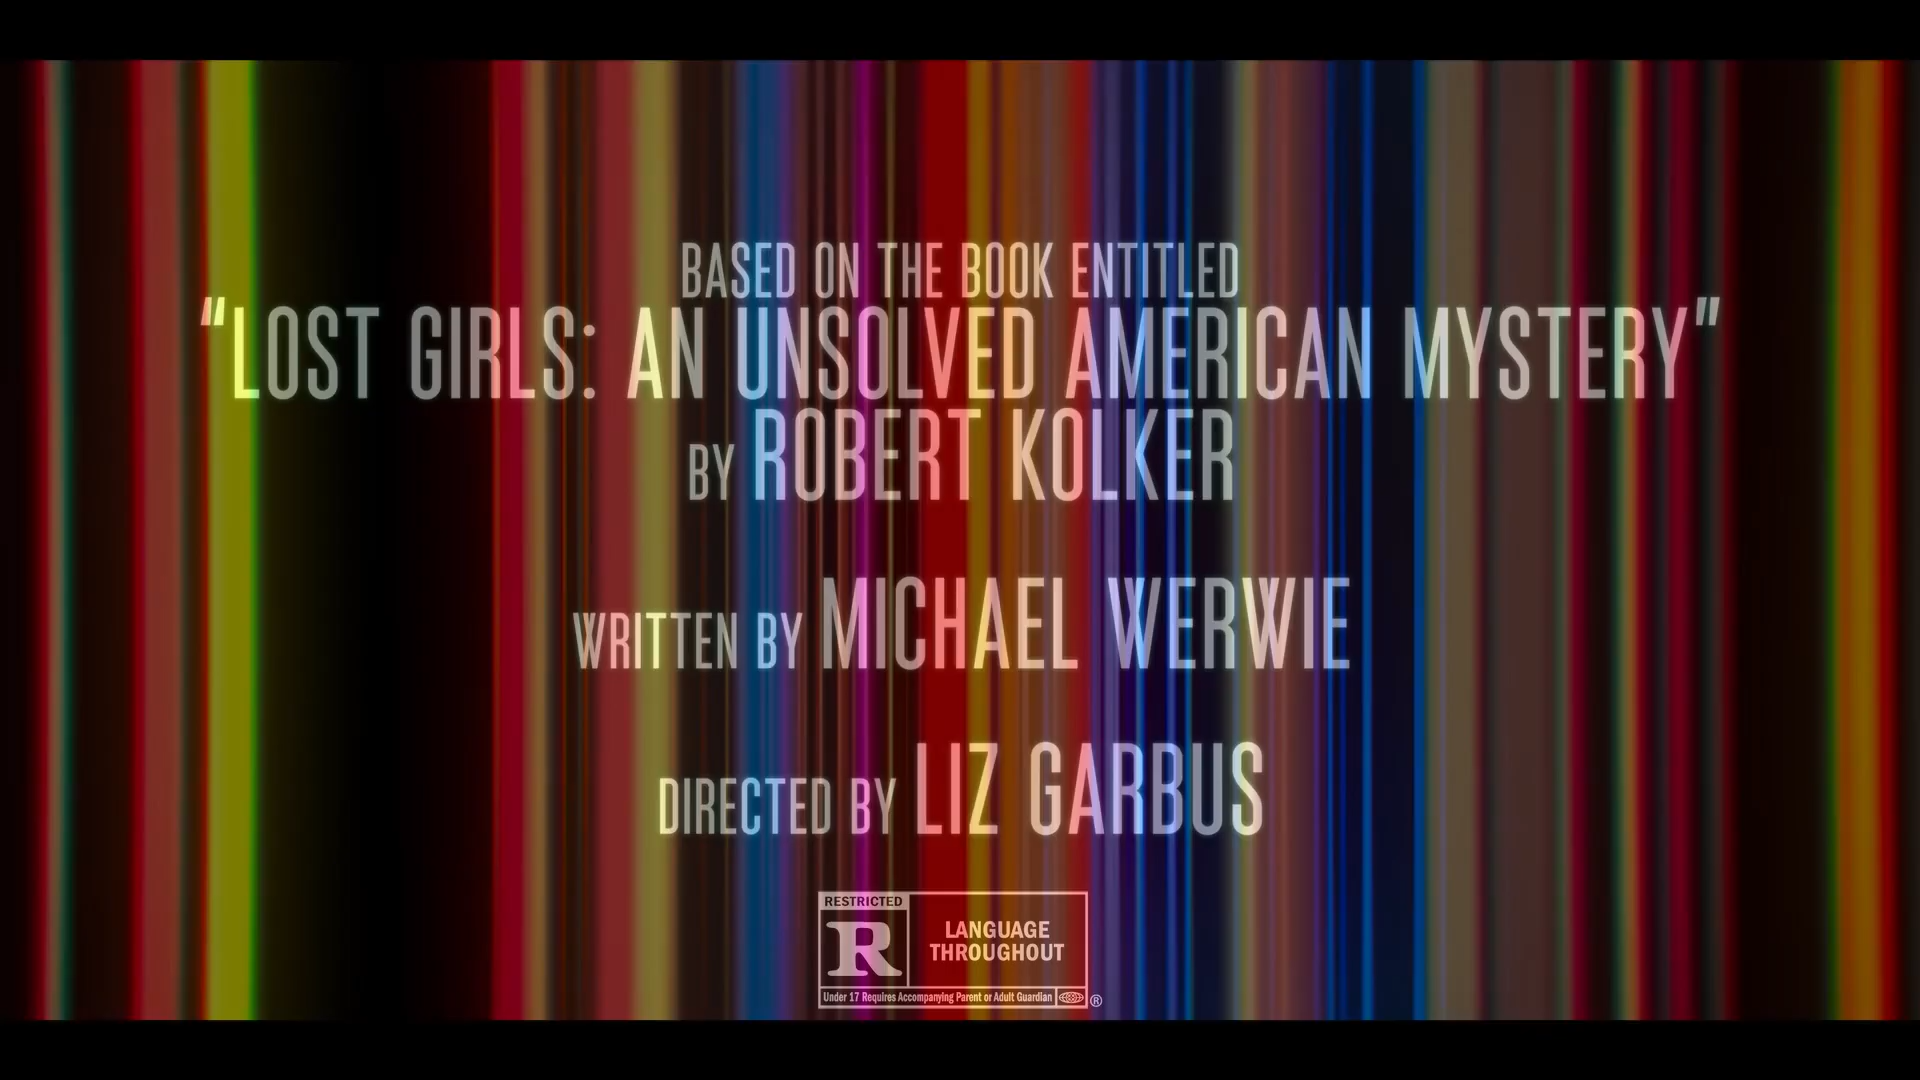 BASED ON THE BOOK ENTITLED
"LOST GIRLS: AN UNSOLVED AMERICAN MYSTERY"
BY ROBERT KOLKER
WRITTEN BY MICHAEL WERWIE
DIRECTED BY LIZ GARBUS
RESTRICTED
R
LANGUAGE
THROUGHOUT
Under 17 Requires Accompanying Parent or Adult Guardian ®